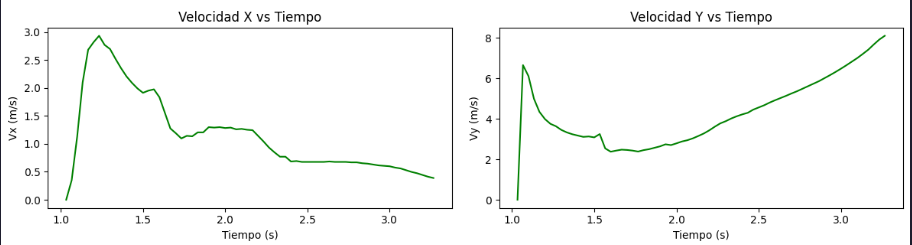 Velocidad X vs Tiempo
Vx (m/s)
3.0
2.5
2.0
1.5
1.0
0.5
0.0
1.0 1.5 2.0 2.5 3.0
Tiempo (s)
Velocidad Y vs Tiempo
Vy (m/s)
8
6
4
2
0
1.0 1.5 2.0 2.5 3.0
Tiempo (s)